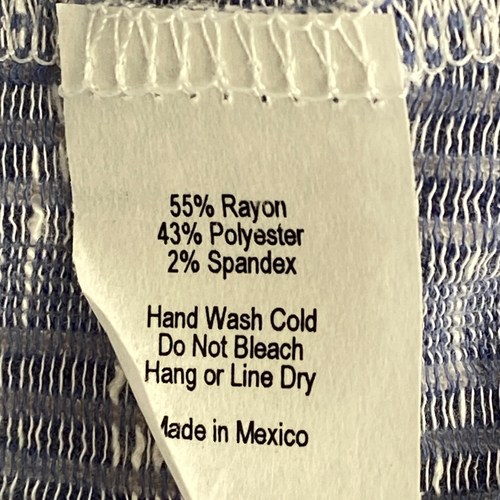 55% Rayon
43% Polyester
2% Spandex
Hand Wash Cold
Do Not Bleach
Hang or Line Dry
Made in Mexico